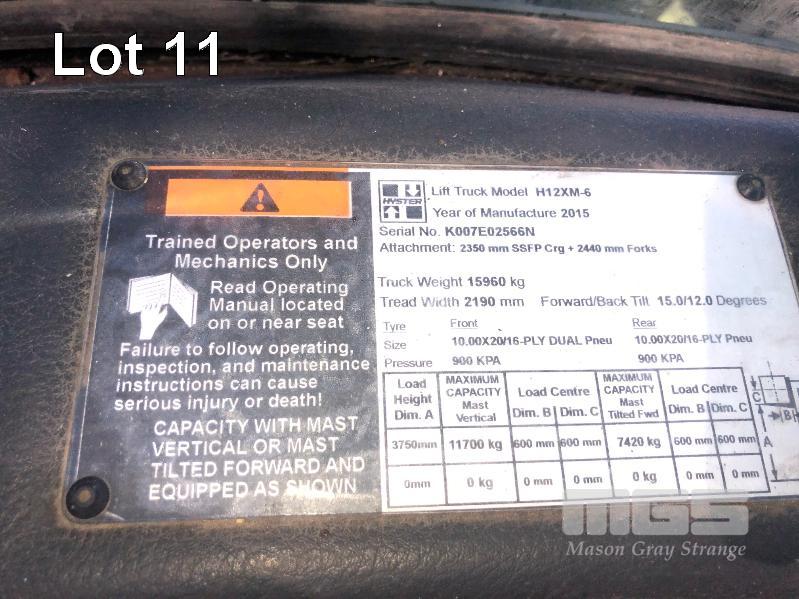 Lot 11
Trained Operators and
Mechanics Only
Read Operating
Manual located
on or near seat
Failure to follow operating,
inspection, and maintenance
instructions can cause
serious injury or death!
CAPACITY WITH MAST
VERTICAL OR MAST
TILTED FORWARD AND
EQUIPPED AS SHOWN
HYSTER
Lift Truck Model H12XM-6
Year of Manufacture 2015
Serial No. K007E02566N
Attachment: 2350 mm SSFP Crg + 2440 mm Forks
Truck Weight 15960 kg
Tread Width 2190 mm Forward/Back Tilt 15.0/12.0 Degrees
Tyre Front Rear
Size 10.00X20/16-PLY DUAL Pneu 10.00X20/16-PLY Pneu
Pressure 900 KPA 900 KPA
Load Height Dim. A MAXIMUM CAPACITY Mast Vertical Load Centre Dim. B Dim. C MAXIMUM CAPACITY Mast Tilted Fwd Load Centre Dim. B Dim. C
3750mm 11700 kg 600 mm 600 mm 7420 kg 600 mm 600 mm
0mm 0 kg 0 mm 0 mm 0 kg 0 mm 0 mm
C B A
MGS
Mason Gray Strange